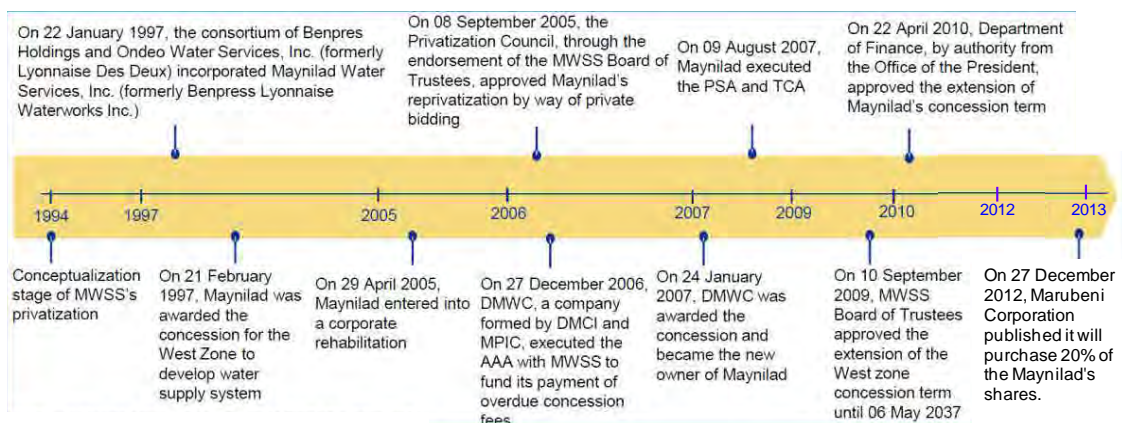 On 22 January 1997, the consortium of Benpres
Holdings and Ondeo Water Services, Inc. (formerly
Lyonnaise Des Deux) incorporated Maynilad Water
Services, Inc. (formerly Benpress Lyonnaise
Waterworks Inc.)
On 08 September 2005, the
Privatization Council, through the
endorsement of the MWSS Board of
Trustees, approved Maynilad's
reprivatization by way of private
bidding
On 09 August 2007,
Maynilad executed
the PSA and TCA
On 22 April 2010, Department
of Finance, by authority from
the Office of the President,
approved the extension of
Maynilad's concession term
1994 1997 2005 2006 2007 2009 2010 2012 2013
Conceptualization
stage of MWSS's
privatization
On 21 February
1997, Maynilad was
awarded the
concession for the
West Zone to
develop water
supply system
On 29 April 2005,
Maynilad entered into
a corporate
rehabilitation
On 27 December 2006,
DMWC, a company
formed by DMCI and
MPIC, executed the
AAA with MWSS to
fund its payment of
overdue concession
fees
On 24 January
2007, DMWC was
awarded the
concession and
became the new
owner of Maynilad
On 10 September
2009, MWSS
Board of Trustees
approved the
extension of the
West zone
concession term
until 06 May 2037
On 27 December
2012, Marubeni
Corporation
published it will
purchase 20% of
the Maynilad's
shares.